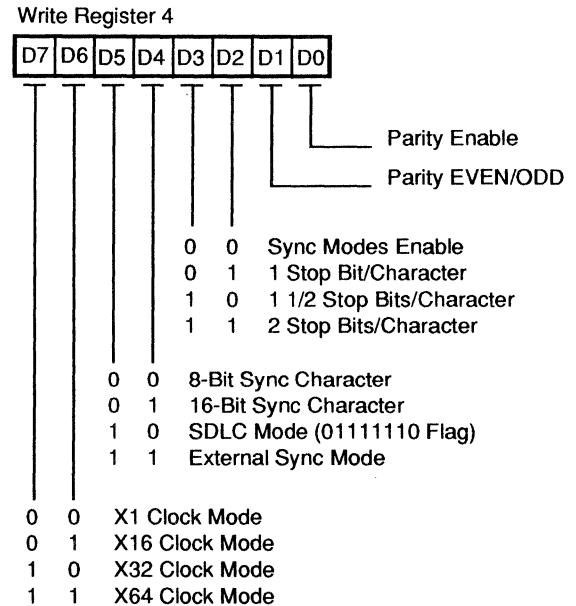 Write Register 4
D7 D6 D5 D4 D3 D2 D1 D0
Parity Enable
Parity EVEN/ODD
0 0 Sync Modes Enable
0 1 1 Stop Bit/Character
1 0 1 1/2 Stop Bits/Character
1 1 2 Stop Bits/Character
0 0 8-Bit Sync Character
0 1 16-Bit Sync Character
1 0 SDLC Mode (01111110 Flag)
1 1 External Sync Mode
0 0 X1 Clock Mode
0 1 X16 Clock Mode
1 0 X32 Clock Mode
1 1 X64 Clock Mode